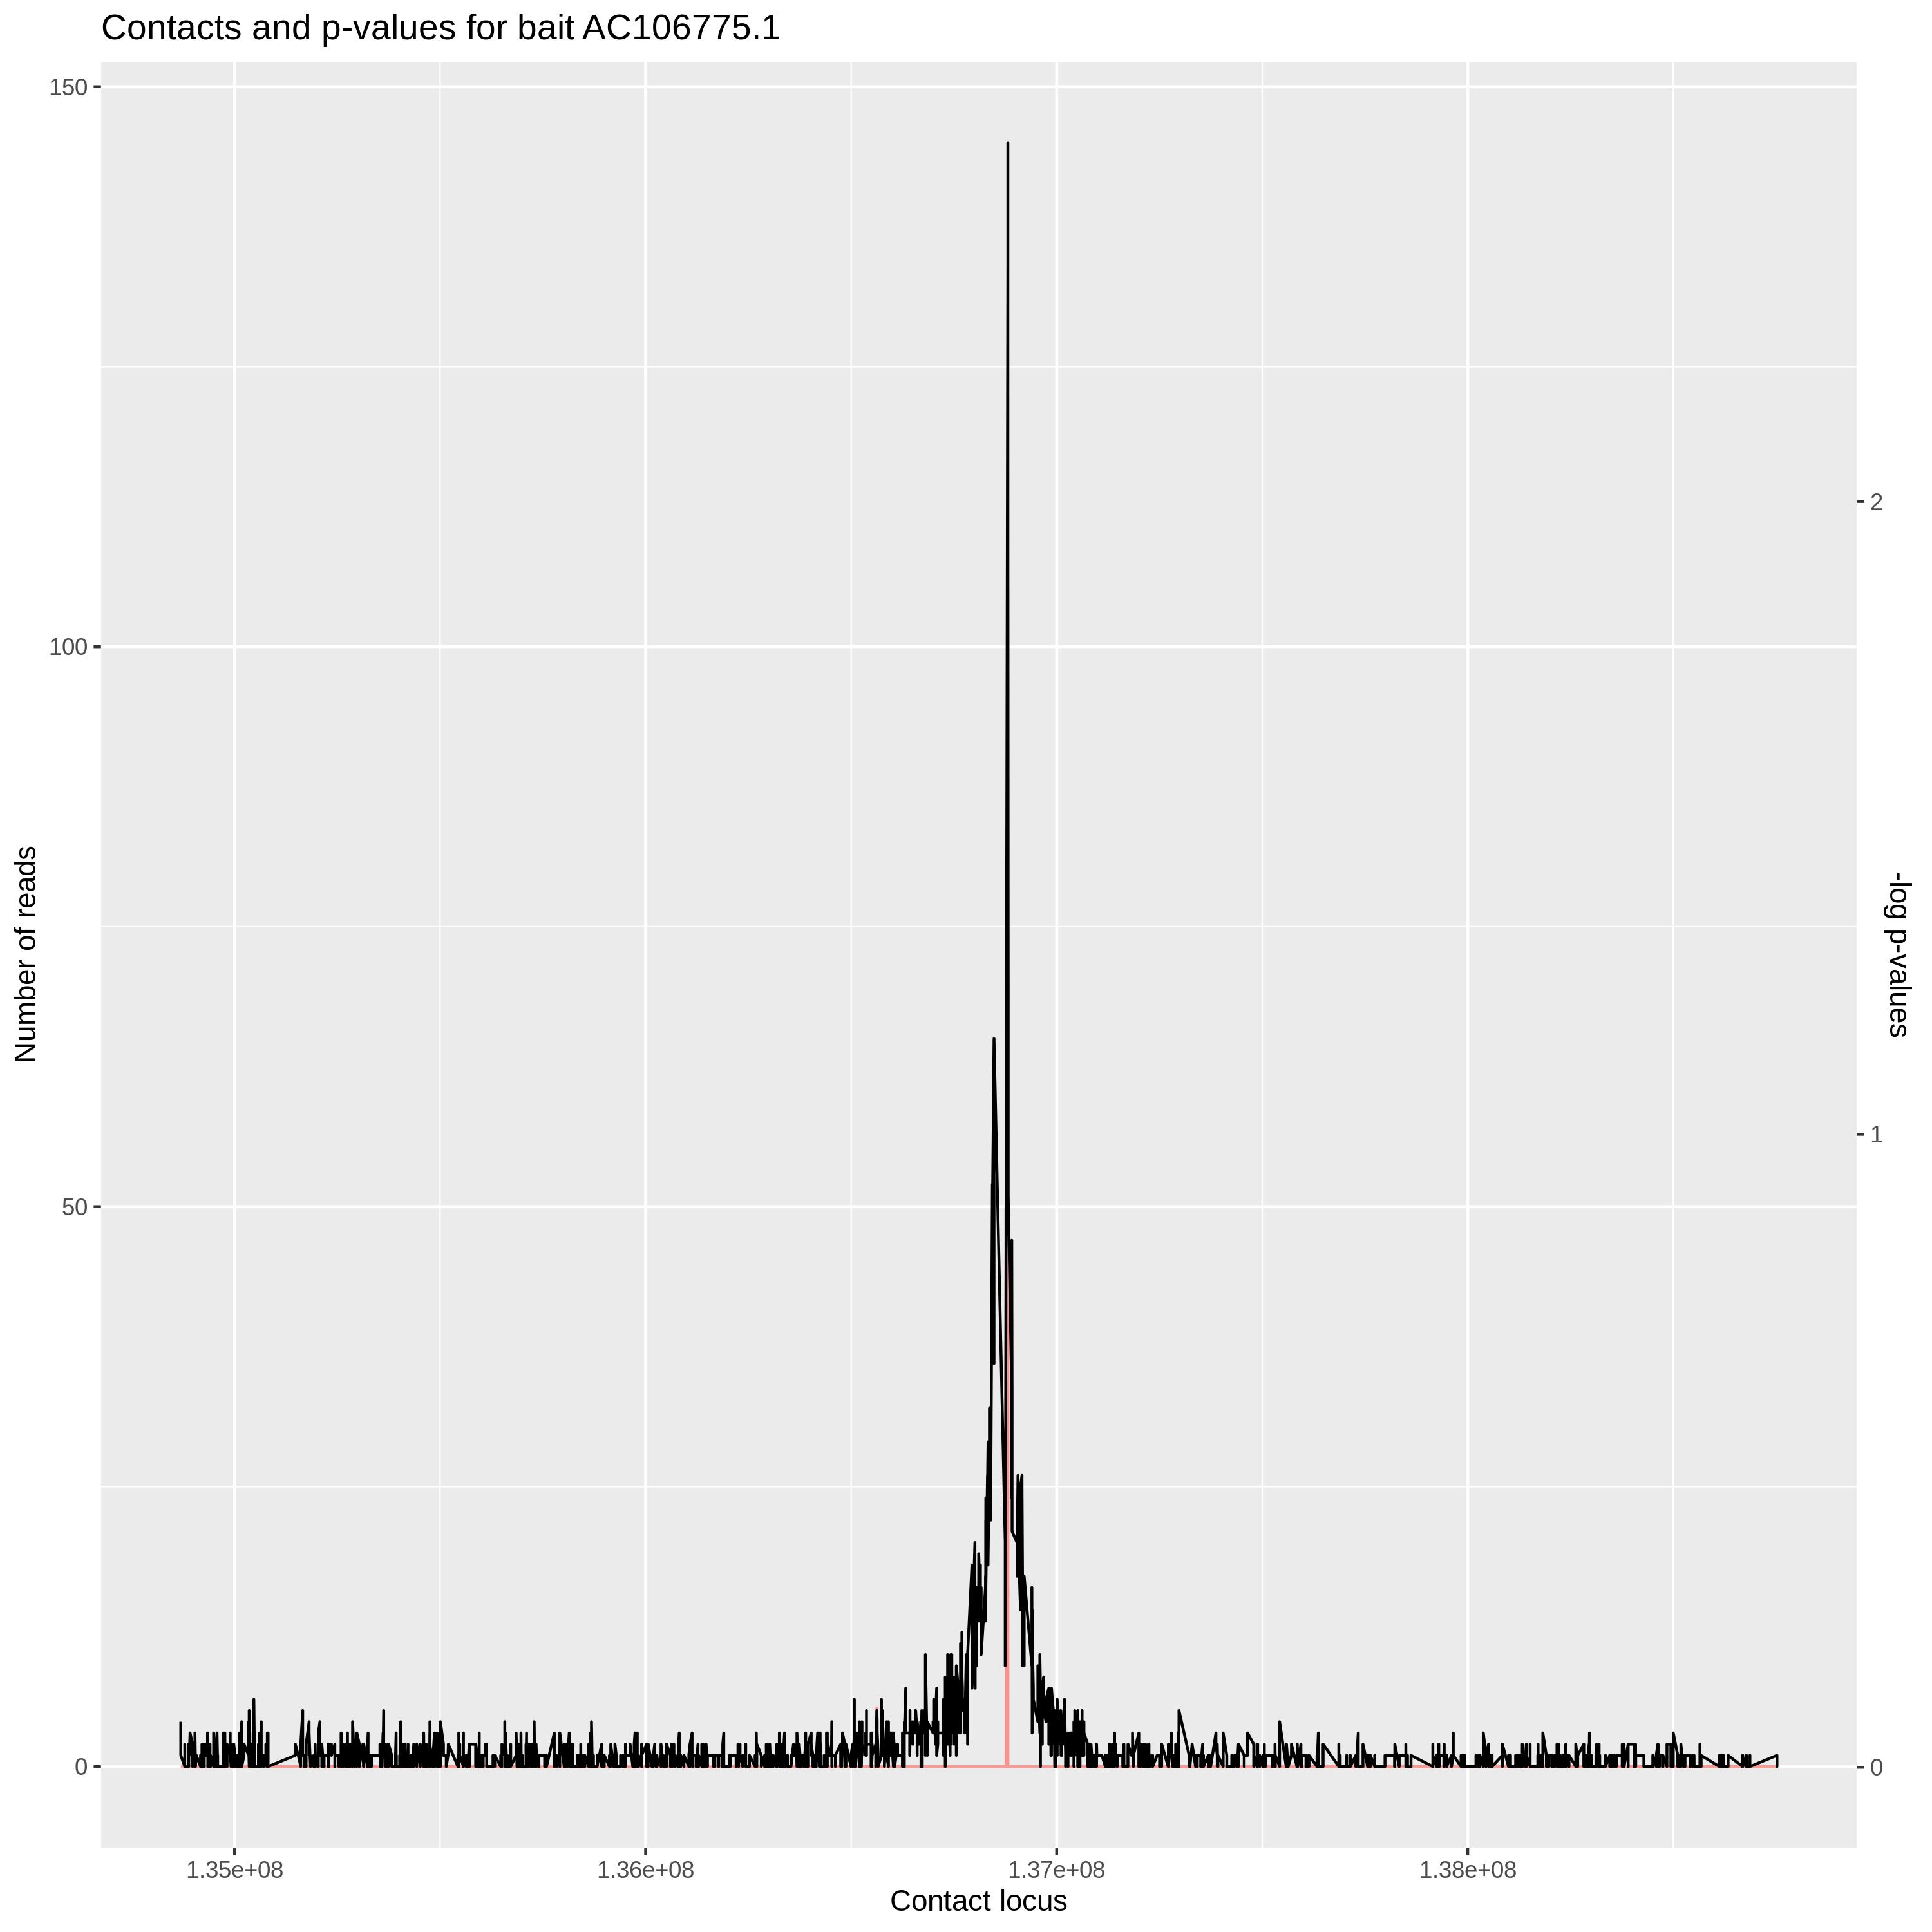 Contacts and p-values for bait AC106775.1
150
100
50
0
Number of reads
2
1
0
-log p-values
1.35e+08 1.36e+08 1.37e+08 1.38e+08
Contact locus